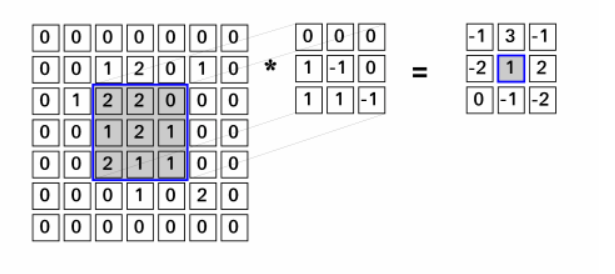 0 0 0 0 0 0 0
0 0 1 2 0 1 0
0 1 2 2 0 0 0
0 0 1 2 1 0 0
0 0 2 1 1 0 0
0 0 0 1 0 2 0
0 0 0 0 0 0 0
*
0 0 0
1 -1 0
1 1 -1
=
-1 3 -1
-2 1 2
0 -1 -2